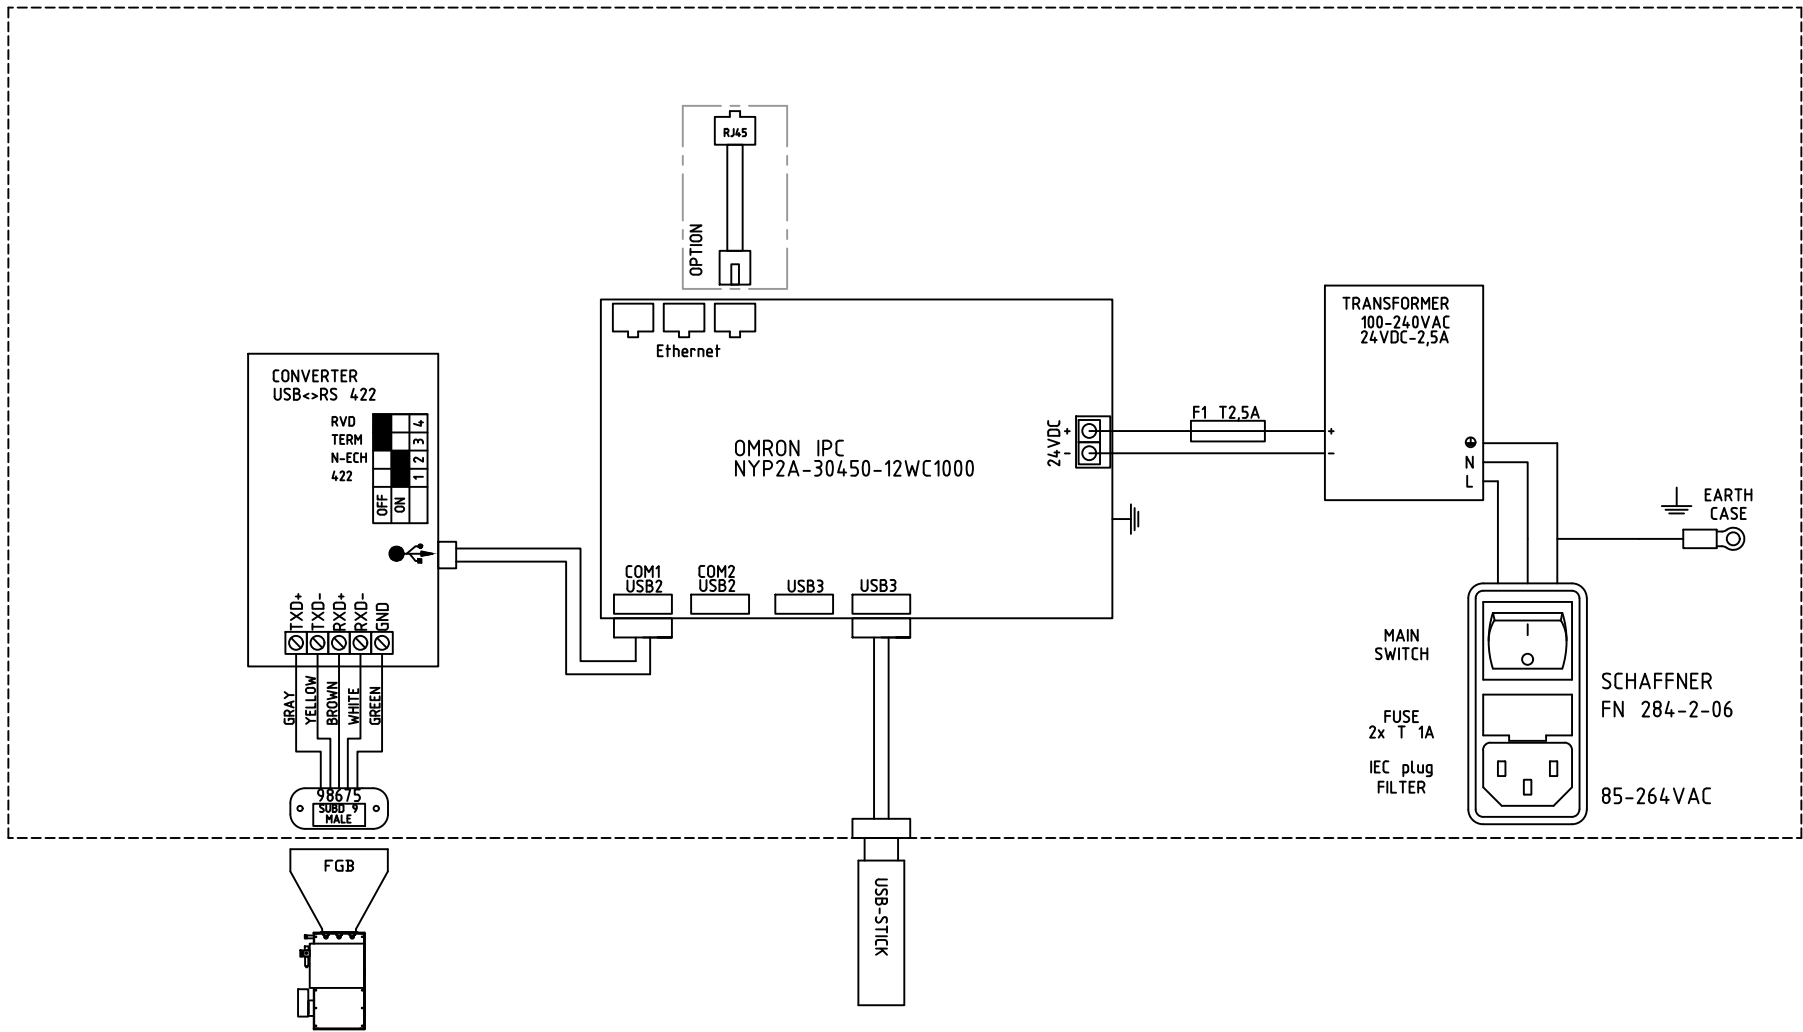 RJ45
OPTION
Ethernet
OMRON IPC
NYP2A-30450-12WC1000
24VDC
+
-
F1 T2,5A
TRANSFORMER
100-240VAC
24VDC-2,5A
+
-
N
L
EARTH
CASE
CONVERTER
USB<>RS 422
RVD
TERM
N-ECH
422
4
3
2
1
OFF
ON
TXD+
TXD-
RXD+
RXD-
GND
GRAY
YELLOW
BROWN
WHITE
GREEN
98675
SUBD 9
MALE
FGB
COM1
USB2
COM2
USB2
USB3
USB3
USB-STICK
MAIN
SWITCH
FUSE
2x T 1A
IEC plug
FILTER
SCHAFFNER
FN 284-2-06
85-264VAC